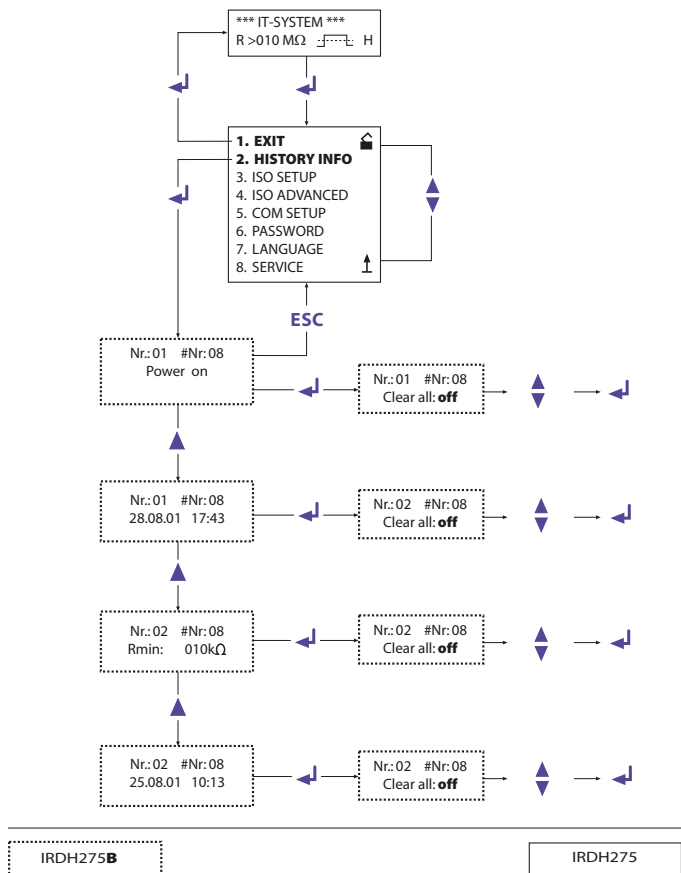 *** IT-SYSTEM ***
R >010 MΩ H
1. EXIT
2. HISTORY INFO
3. ISO SETUP
4. ISO ADVANCED
5. COM SETUP
6. PASSWORD
7. LANGUAGE
8. SERVICE
ESC
Nr.: 01 #Nr: 08
Power on
Nr.: 01 #Nr: 08
Clear all: off
Nr.: 01 #Nr: 08
28.08.01 17:43
Nr.: 02 #Nr: 08
Clear all: off
Nr.: 02 #Nr: 08
Rmin: 010kΩ
Nr.: 02 #Nr: 08
Clear all: off
Nr.: 02 #Nr: 08
25.08.01 10:13
Nr.: 02 #Nr: 08
Clear all: off
IRDH275B
IRDH275